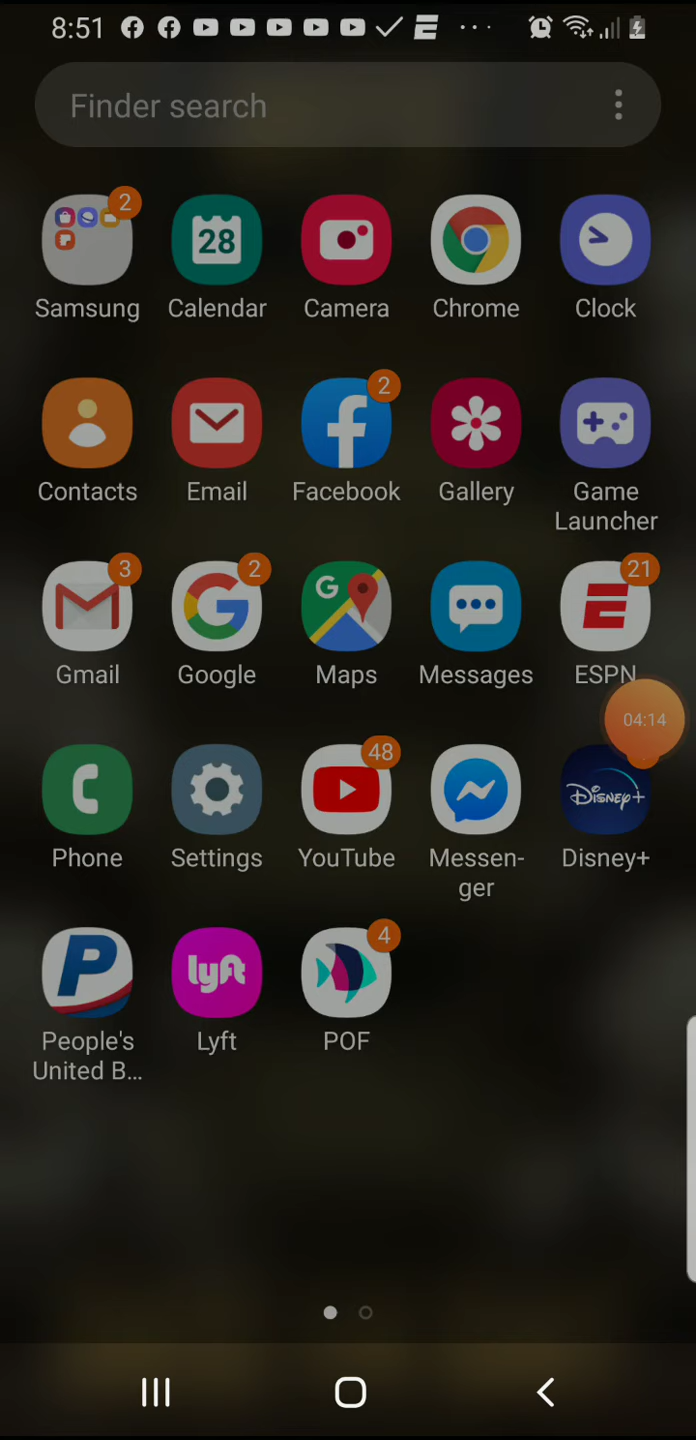 8:51
Finder search
2
28
Samsung
Calendar
Camera
Chrome
Clock
2
Contacts
Email
Facebook
Gallery
Game
Launcher
3
2
G
21
Gmail
Google
Maps
Messages
ESPN
04:14
48
Disney+
Phone
Settings
YouTube
Messen-
ger
Disney+
4
P
lyft
People's
United B...
Lyft
POF